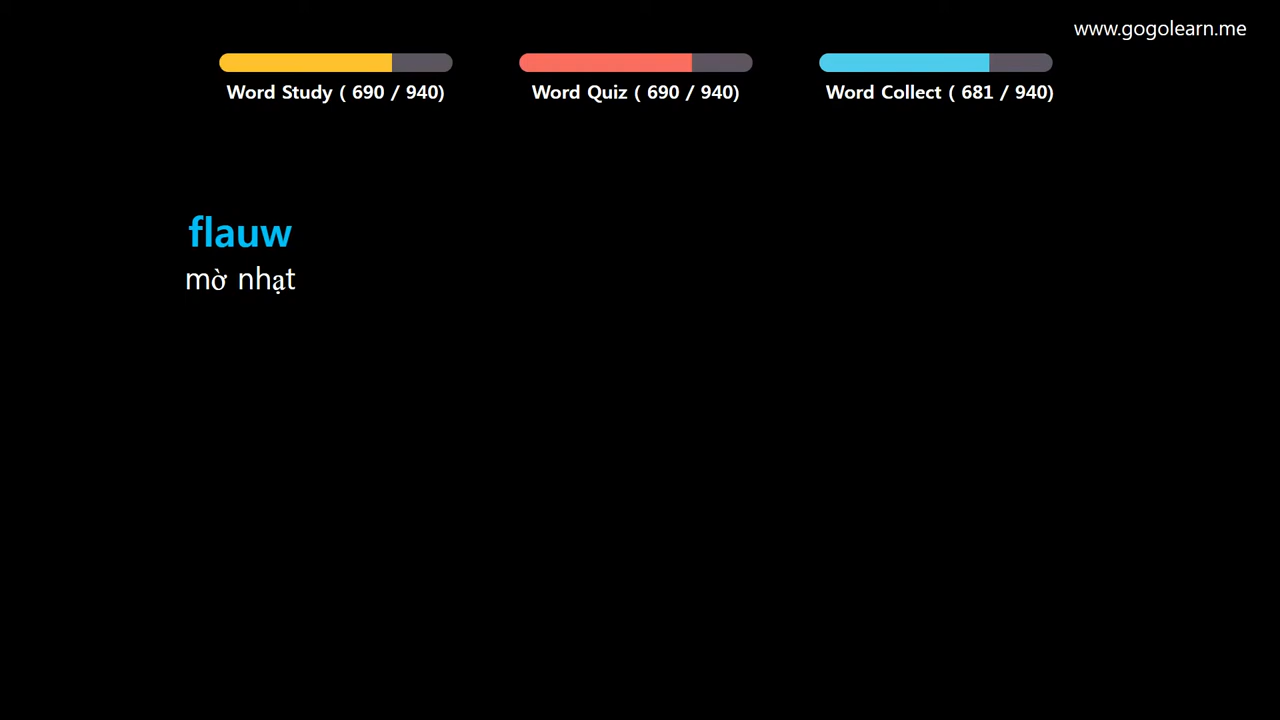 www.gogolearn.me
Word Study ( 690 / 940)
Word Quiz ( 690 / 940)
Word Collect ( 681 / 940)
flauw
mờ nhạt